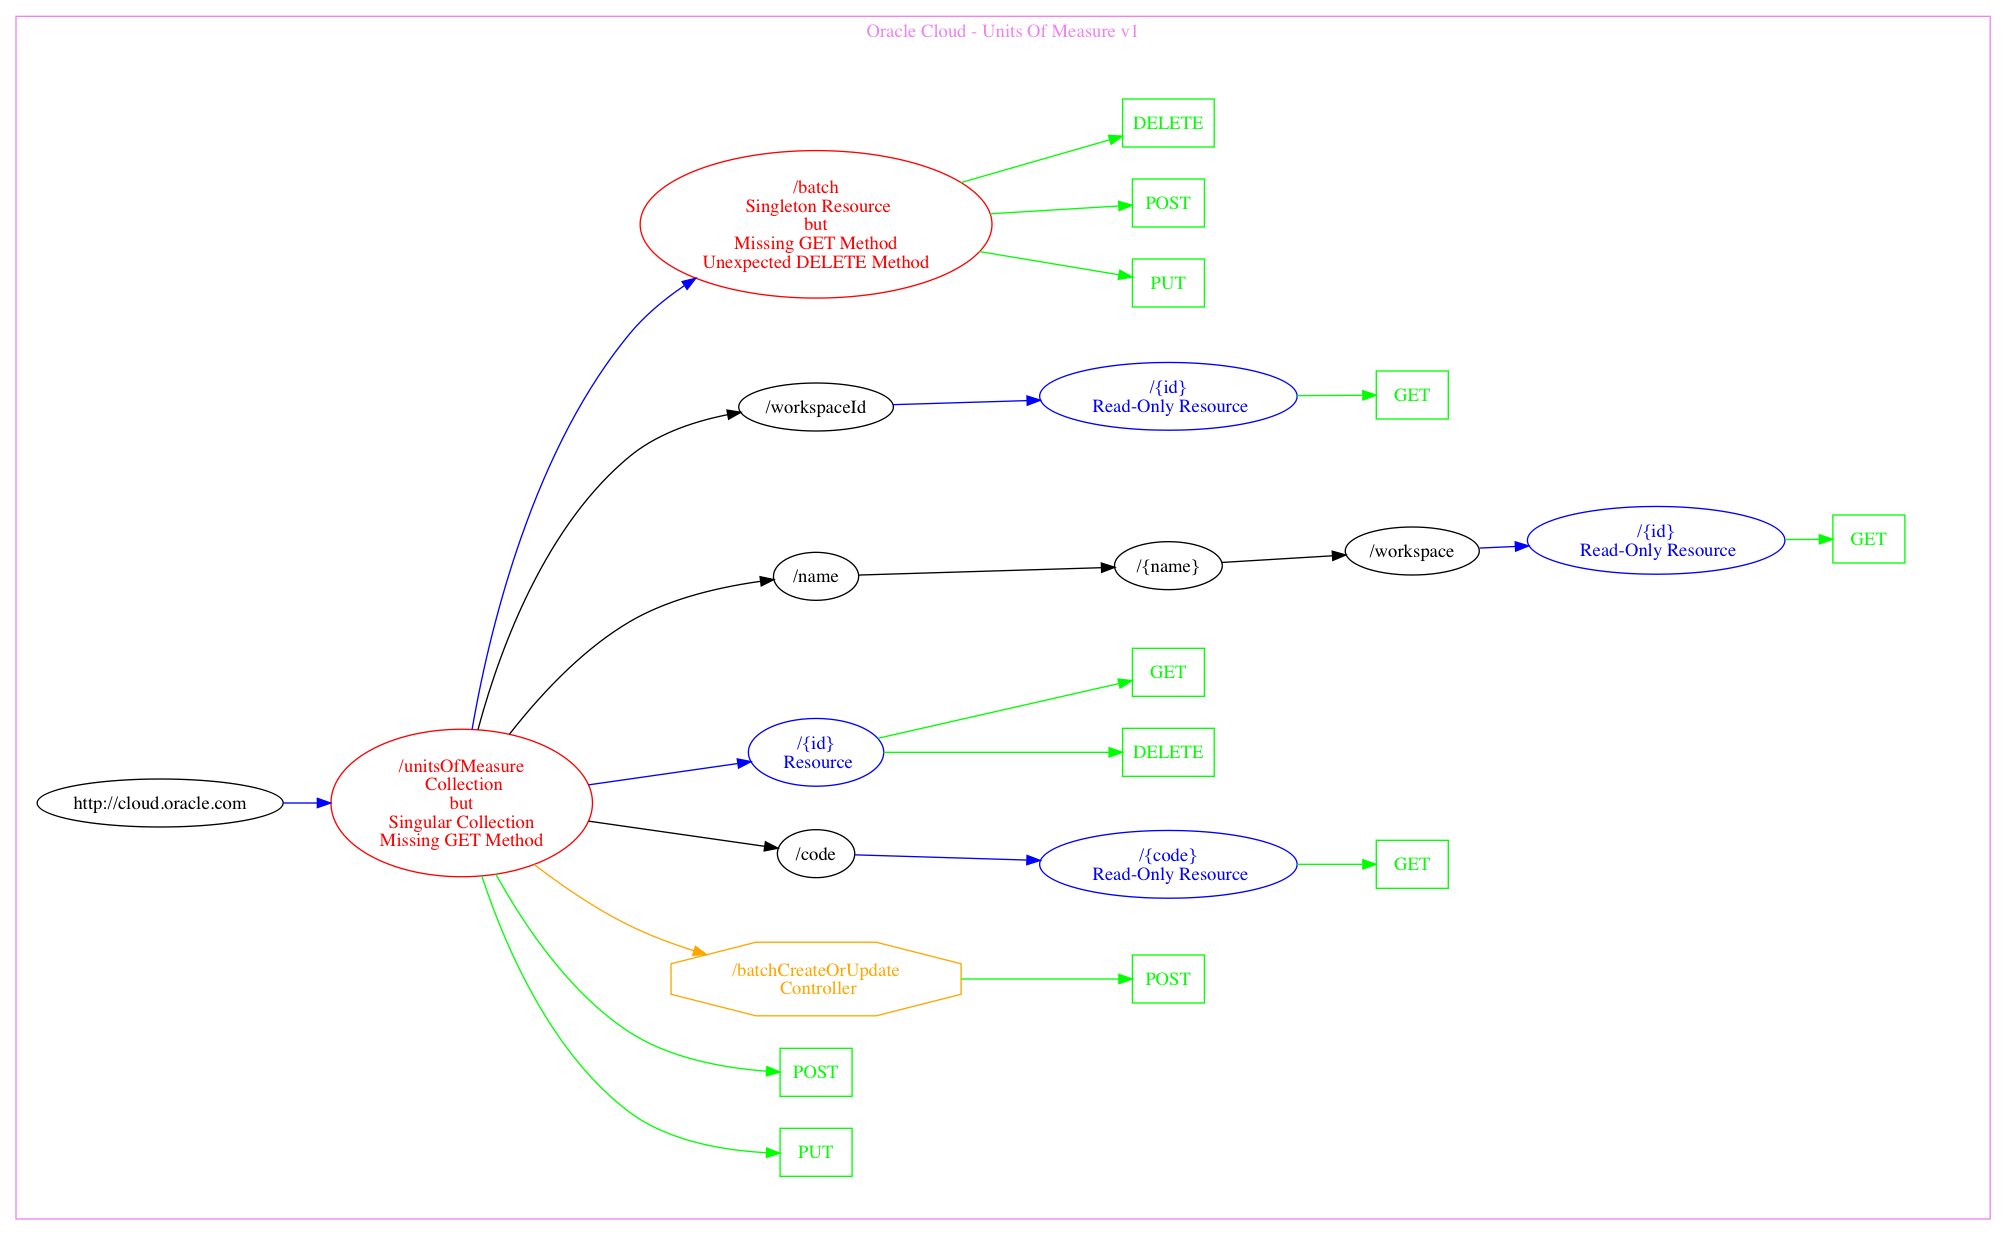 Oracle Cloud - Units Of Measure v1
DELETE
/batch
Singleton Resource
but
Missing GET Method
Unexpected DELETE Method
POST
PUT
/workspaceId
/{id}
Read-Only Resource
GET
/name
/{name}
/workspace
/{id}
Read-Only Resource
GET
GET
/{id}
Resource
DELETE
http://cloud.oracle.com
/unitsOfMeasure
Collection
but
Singular Collection
Missing GET Method
/code
/{code}
Read-Only Resource
GET
/batchCreateOrUpdate
Controller
POST
POST
PUT